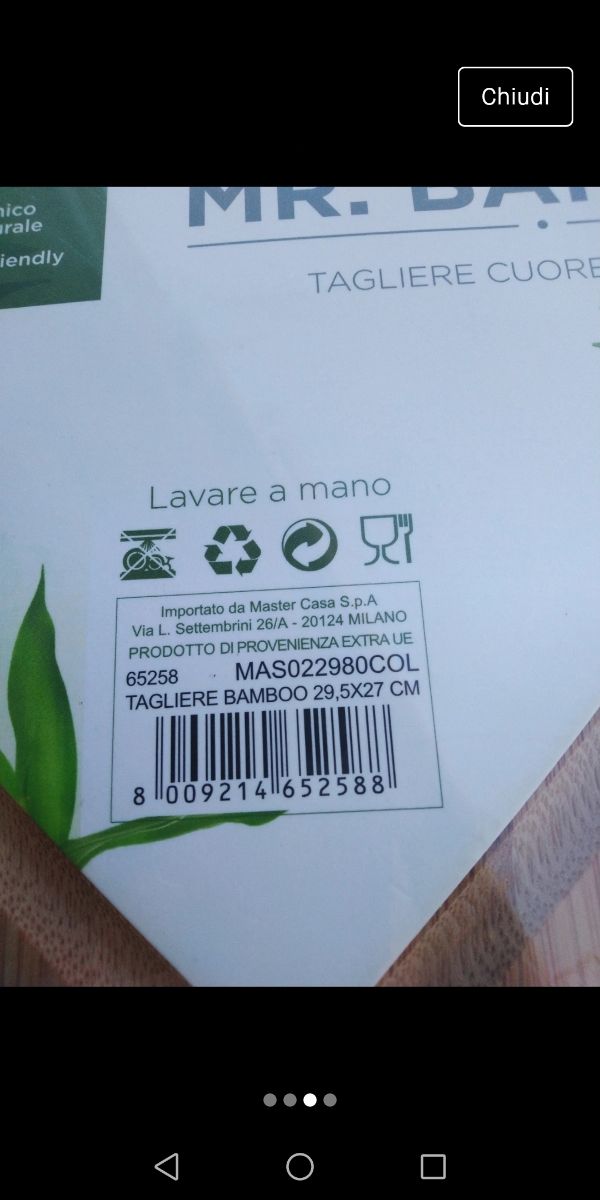 Chiudi
MR.
TAGLIERE CUORE
iendly
Lavare a mano
Importato da Master Casa S.p.A
Via L. Settembrini 26/A - 20124 MILANO
PRODOTTO DI PROVENIENZA EXTRA UE
65258 MAS022980COL
TAGLIERE BAMBOO 29,5X27 CM
8 009214 652588